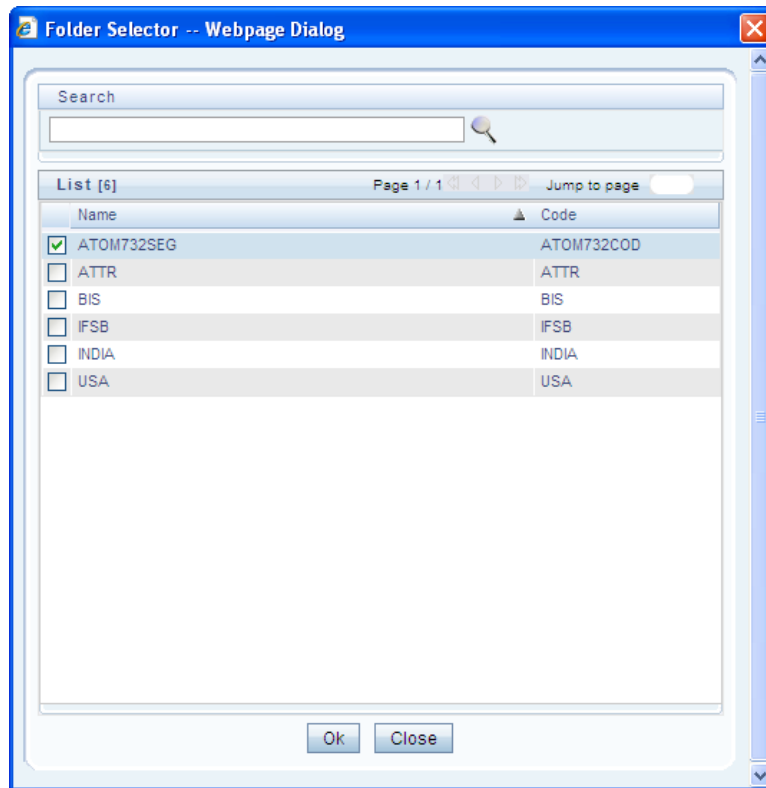 Folder Selector -- Webpage Dialog
Search
List [6] Page 1 / 1 Jump to page
Name Code
ATOM732SEG ATOM732COD
ATTR ATTR
BIS BIS
IFSB IFSB
INDIA INDIA
USA USA
Ok Close